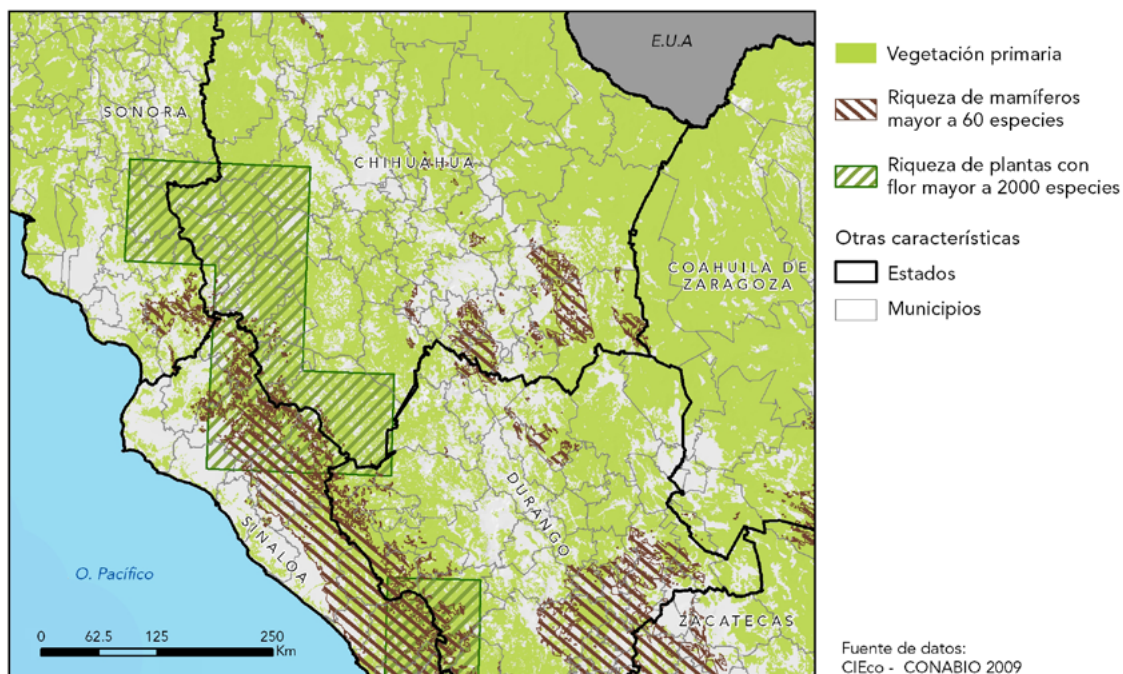 E.U.A
SONORA
CHIHUAHUA
COAHUILA DE
ZARAGOZA
DURANGO
SINALOA
ZACATECAS
O. Pacífico
0 62.5 125 250
Km
Vegetación primaria
Riqueza de mamíferos
mayor a 60 especies
Riqueza de plantas con
flor mayor a 2000 especies
Otras características
Estados
Municipios
Fuente de datos:
CIEco - CONABIO 2009